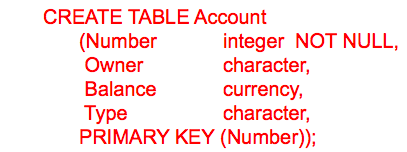 CREATE TABLE Account
(Number integer NOT NULL,
Owner character,
Balance currency,
Type character,
PRIMARY KEY (Number));